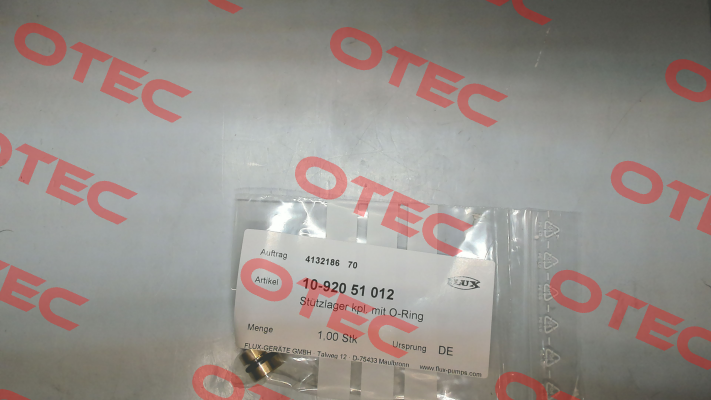 OTEC
OTEC
OTEC
OTEC
OTEC
OTEC
OTEC
OTEC
OTEC
OTEC
Auftrag 4132186 70
Artikel 10-920 51 012
FLUX
Stützlager kpl. mit O-Ring
Menge 1,00 Stk Ursprung DE
FLUX-GERÄTE GMBH Talweg 12 D-75433 Maulbronn www.flux-pumps.com